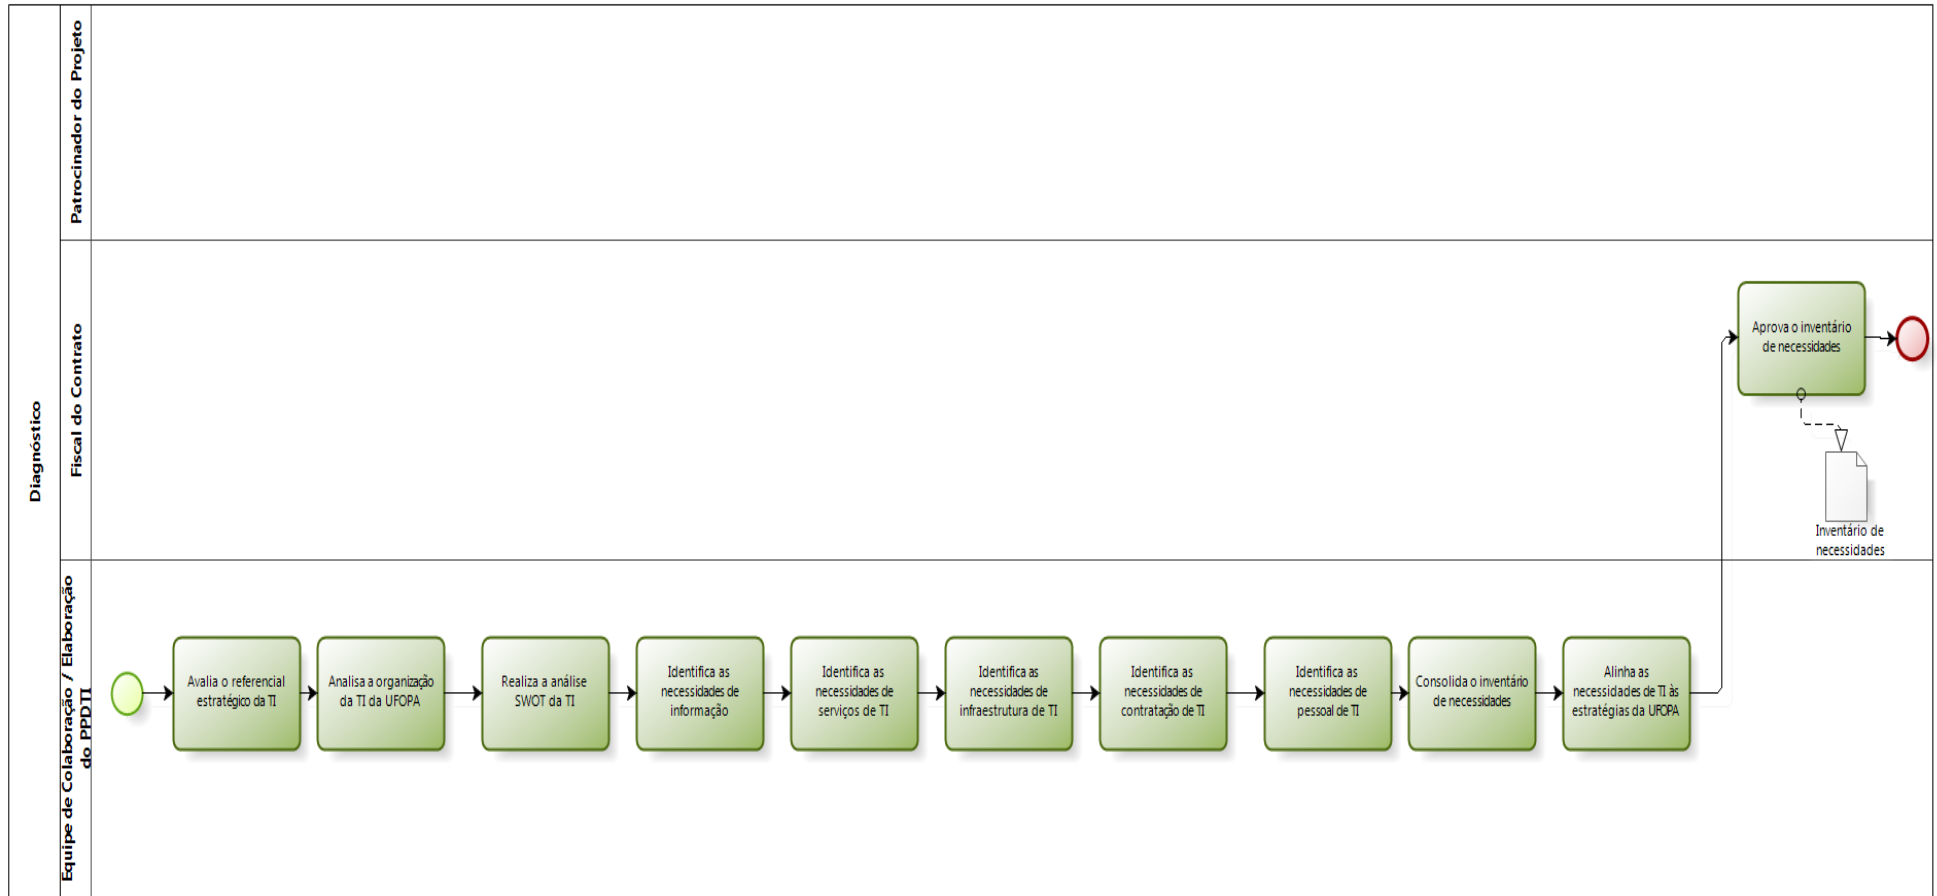 Diagnóstico
Patrocinador do Projeto
Fiscal do Contrato
Aprova o inventário
de necessidades
Inventário de
necessidades
Equipe de Colaboração / Elaboração
do PPDTI
Avalia o referencial
estratégico da TI
Analisa a organização
da TI da UFOPA
Realiza a análise
SWOT da TI
Identifica as
necessidades de
informação
Identifica as
necessidades de
serviços de TI
Identifica as
necessidades de
infraestrutura de TI
Identifica as
necessidades de
contratação de TI
Identifica as
necessidades de
pessoal de TI
Consolida o inventário
de necessidades
Alinha as
necessidades de TI às
estratégias da UFOPA